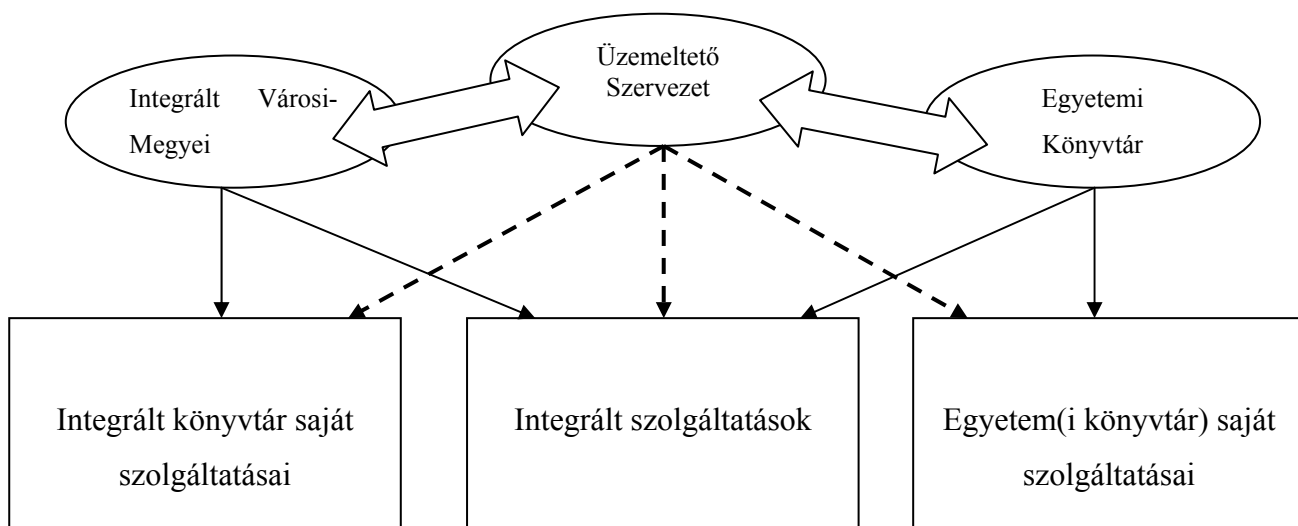 Üzemeltető
Szervezet
Integrált Városi-
Megyei
Egyetemi
Könyvtár
Integrált könyvtár saját
szolgáltatásai
Integrált szolgáltatások
Egyetem(i könyvtár) saját
szolgáltatásai